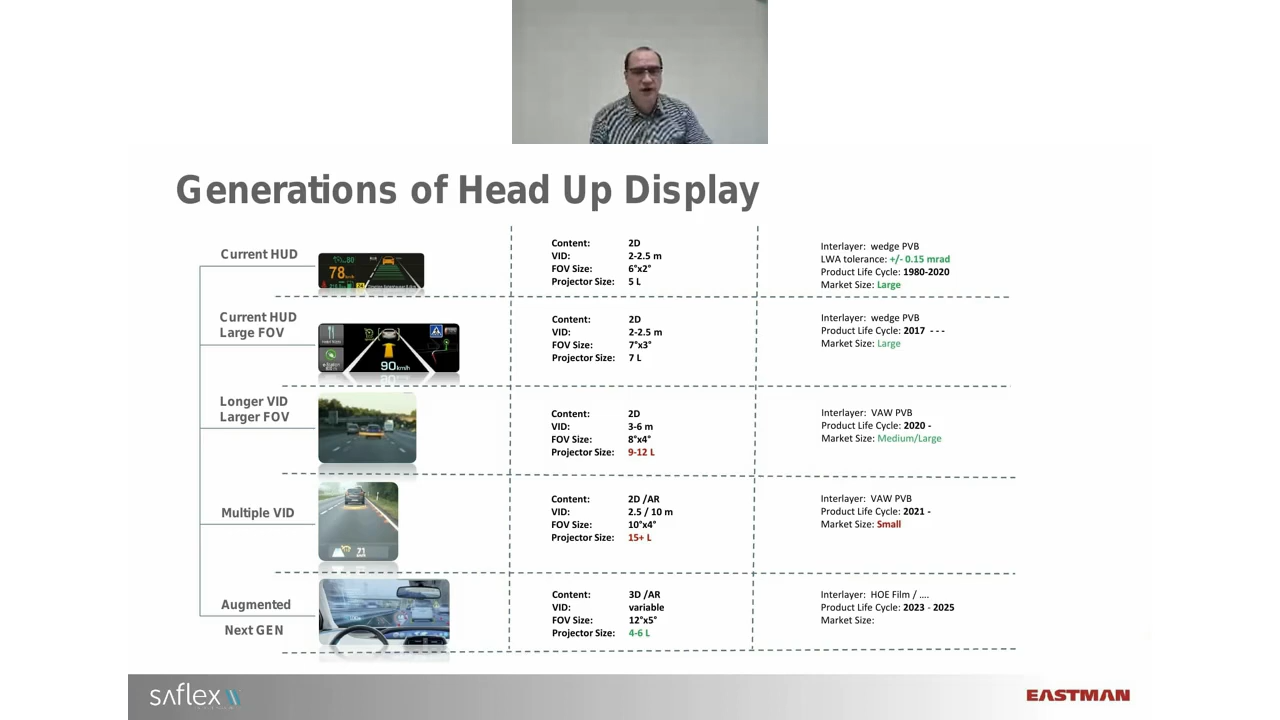 Generations of Head Up Display
Current HUD
78
Content: 2D
VID: 2-2.5 m
FOV Size: 6°x2°
Projector Size: 5 L
Interlayer: wedge PVB
LWA tolerance: +/- 0.15 mrad
Product Life Cycle: 1980-2020
Market Size: Large
Current HUD
Large FOV
90 km/h
Content: 2D
VID: 2-2.5 m
FOV Size: 7°x3°
Projector Size: 7 L
Interlayer: wedge PVB
Product Life Cycle: 2017 - - -
Market Size: Large
Longer VID
Larger FOV
Content: 2D
VID: 3-6 m
FOV Size: 8°x4°
Projector Size: 9-12 L
Interlayer: VAW PVB
Product Life Cycle: 2020 -
Market Size: Medium/Large
Multiple VID
71
Content: 2D /AR
VID: 2.5 / 10 m
FOV Size: 10°x4°
Projector Size: 15+ L
Interlayer: VAW PVB
Product Life Cycle: 2021 -
Market Size: Small
Augmented
Next GEN
Content: 3D /AR
VID: variable
FOV Size: 12°x5°
Projector Size: 4-6 L
Interlayer: HOE Film / ....
Product Life Cycle: 2023 - 2025
Market Size:
saflex
EASTMAN